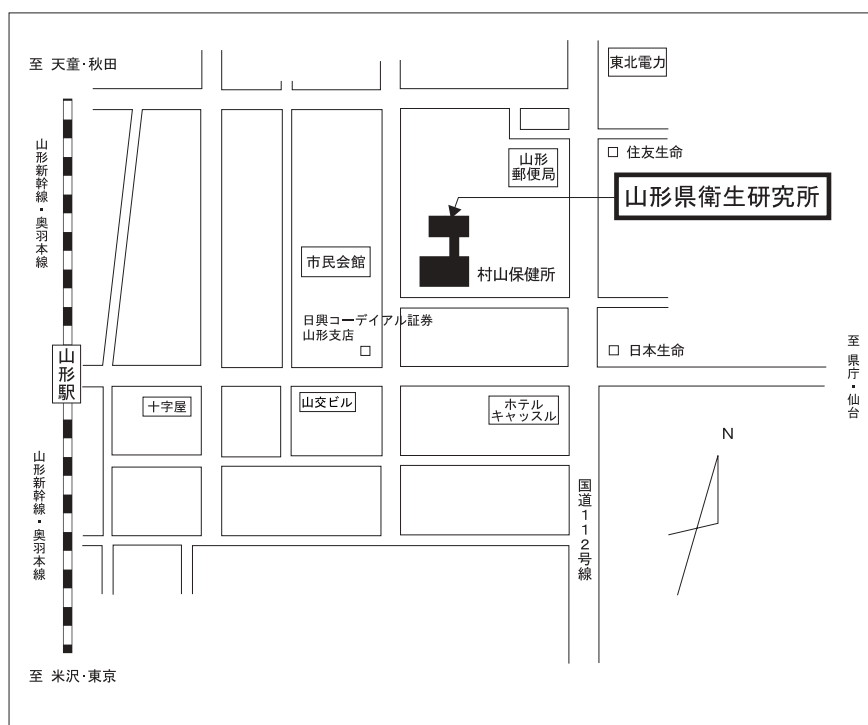 至 天童・秋田
東北電力
山形新幹線・奥羽本線
山形
郵便局
住友生命
山形県衛生研究所
市民会館
村山保健所
日興コーデイアル証券
山形支店
日本生命
至 県庁・仙台
山形駅
十字屋
山交ビル
ホテル
キャッスル
N
山形新幹線・奥羽本線
国道112号線
至 米沢・東京